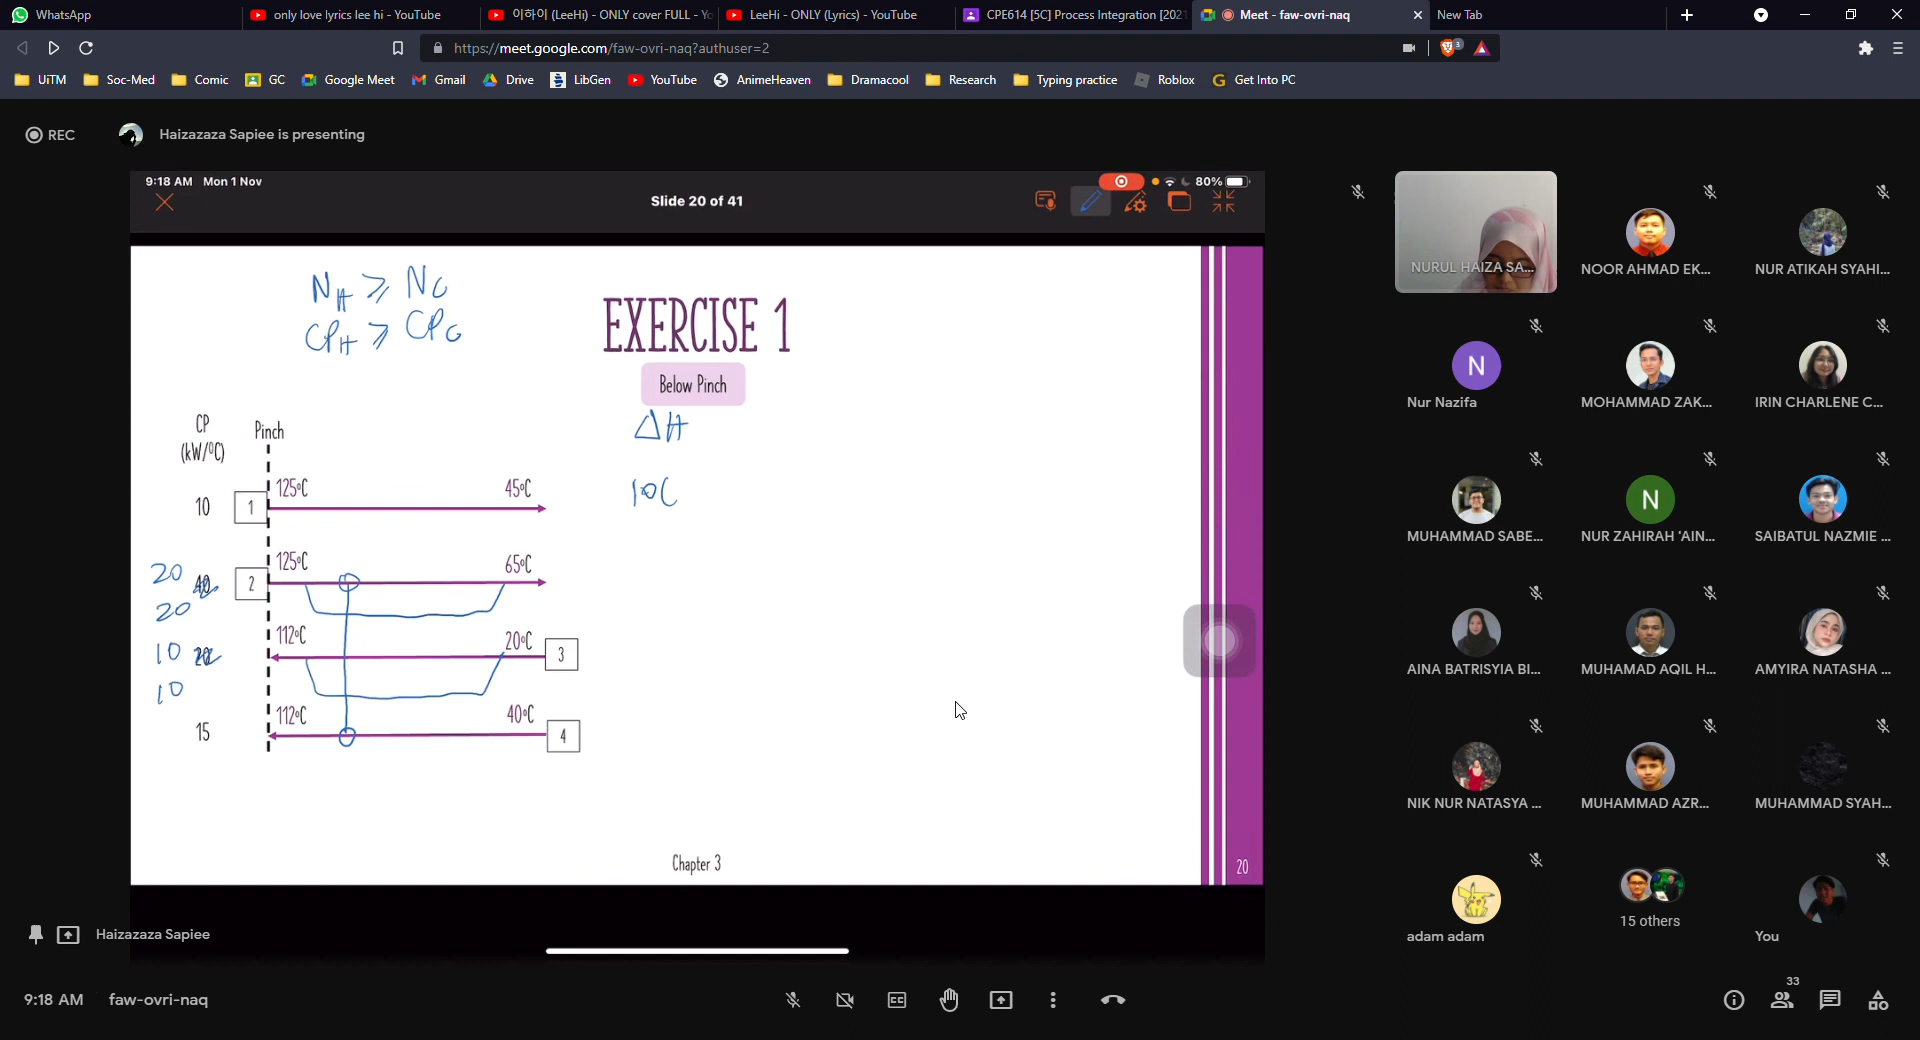 WhatsApp
only love lyrics lee hi - YouTube
이하이 (LeeHi) - ONLY cover FULL - Yo
LeeHi - ONLY (Lyrics) - YouTube
CPE614 [5C] Process Integration [2021
Meet - faw-ovri-naq
New Tab
https://meet.google.com/faw-ovri-naq?authuser=2
3
UiTM
Soc-Med
Comic
GC
Google Meet
Gmail
Drive
LibGen
YouTube
AnimeHeaven
Dramacool
Research
Typing practice
Roblox
Get Into PC
REC
Haizazaza Sapiee is presenting
9:18 AM Mon 1 Nov
80%
Slide 20 of 41
N_H ≥ N_C
CP_H ≥ CP_C
EXERCISE 1
Below Pinch
ΔH
CP
(kW/°C)
Pinch
10
1
125°C
45°C
20
20
40
2
125°C
65°C
10
10
20
112°C
20°C
3
15
112°C
40°C
4
Chapter 3
20
NURUL HAIZA SA...
NOOR AHMAD EK...
NUR ATIKAH SYAHI...
N
Nur Nazifa
MOHAMMAD ZAK...
IRIN CHARLENE C...
MUHAMMAD SABE...
N
NUR ZAHIRAH 'AIN...
SAIBATUL NAZMIE ...
AINA BATRISYIA BI...
MUHAMAD AQIL H...
AMYIRA NATASHA ...
NIK NUR NATASYA ...
MUHAMMAD AZR...
MUHAMMAD SYAH...
adam adam
15 others
You
Haizazaza Sapiee
9:18 AM
faw-ovri-naq
33